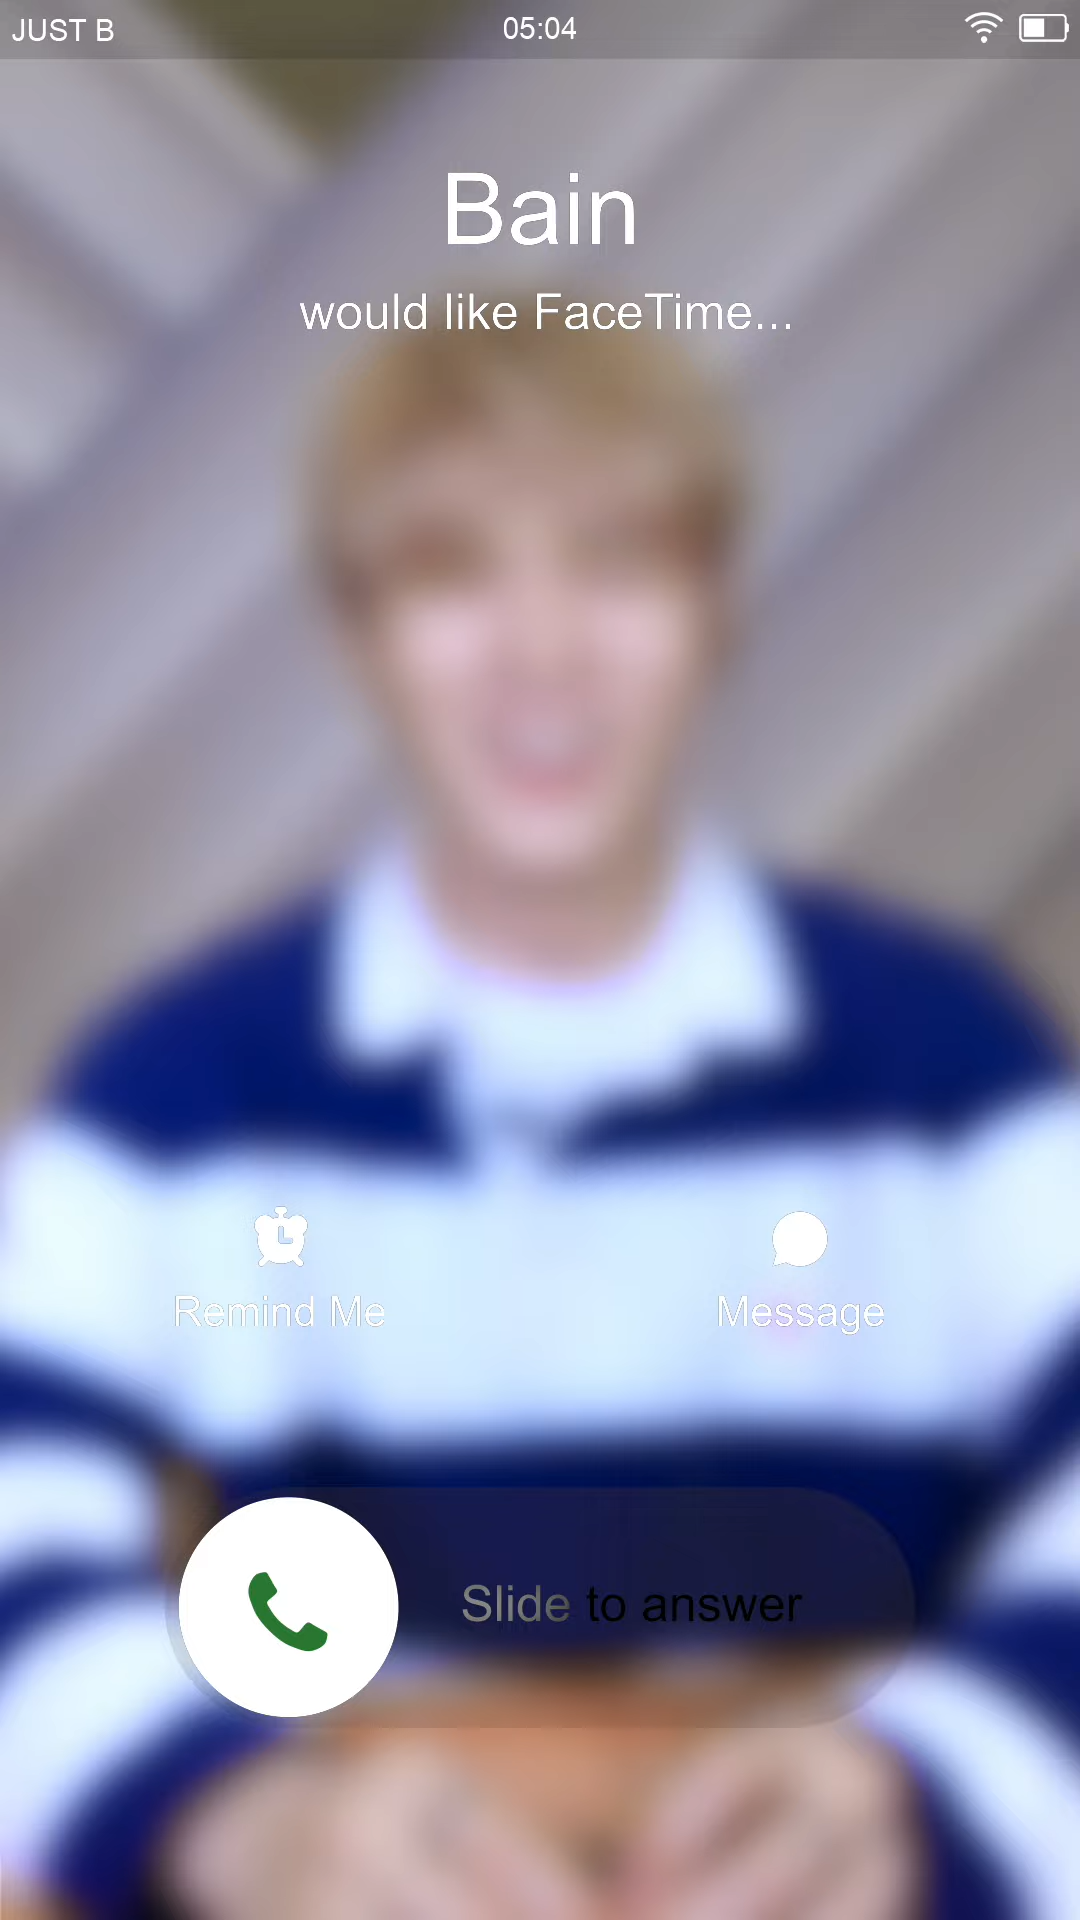 JUST B 05:04
Bain
would like FaceTime...
Remind Me Message
Slide to answer